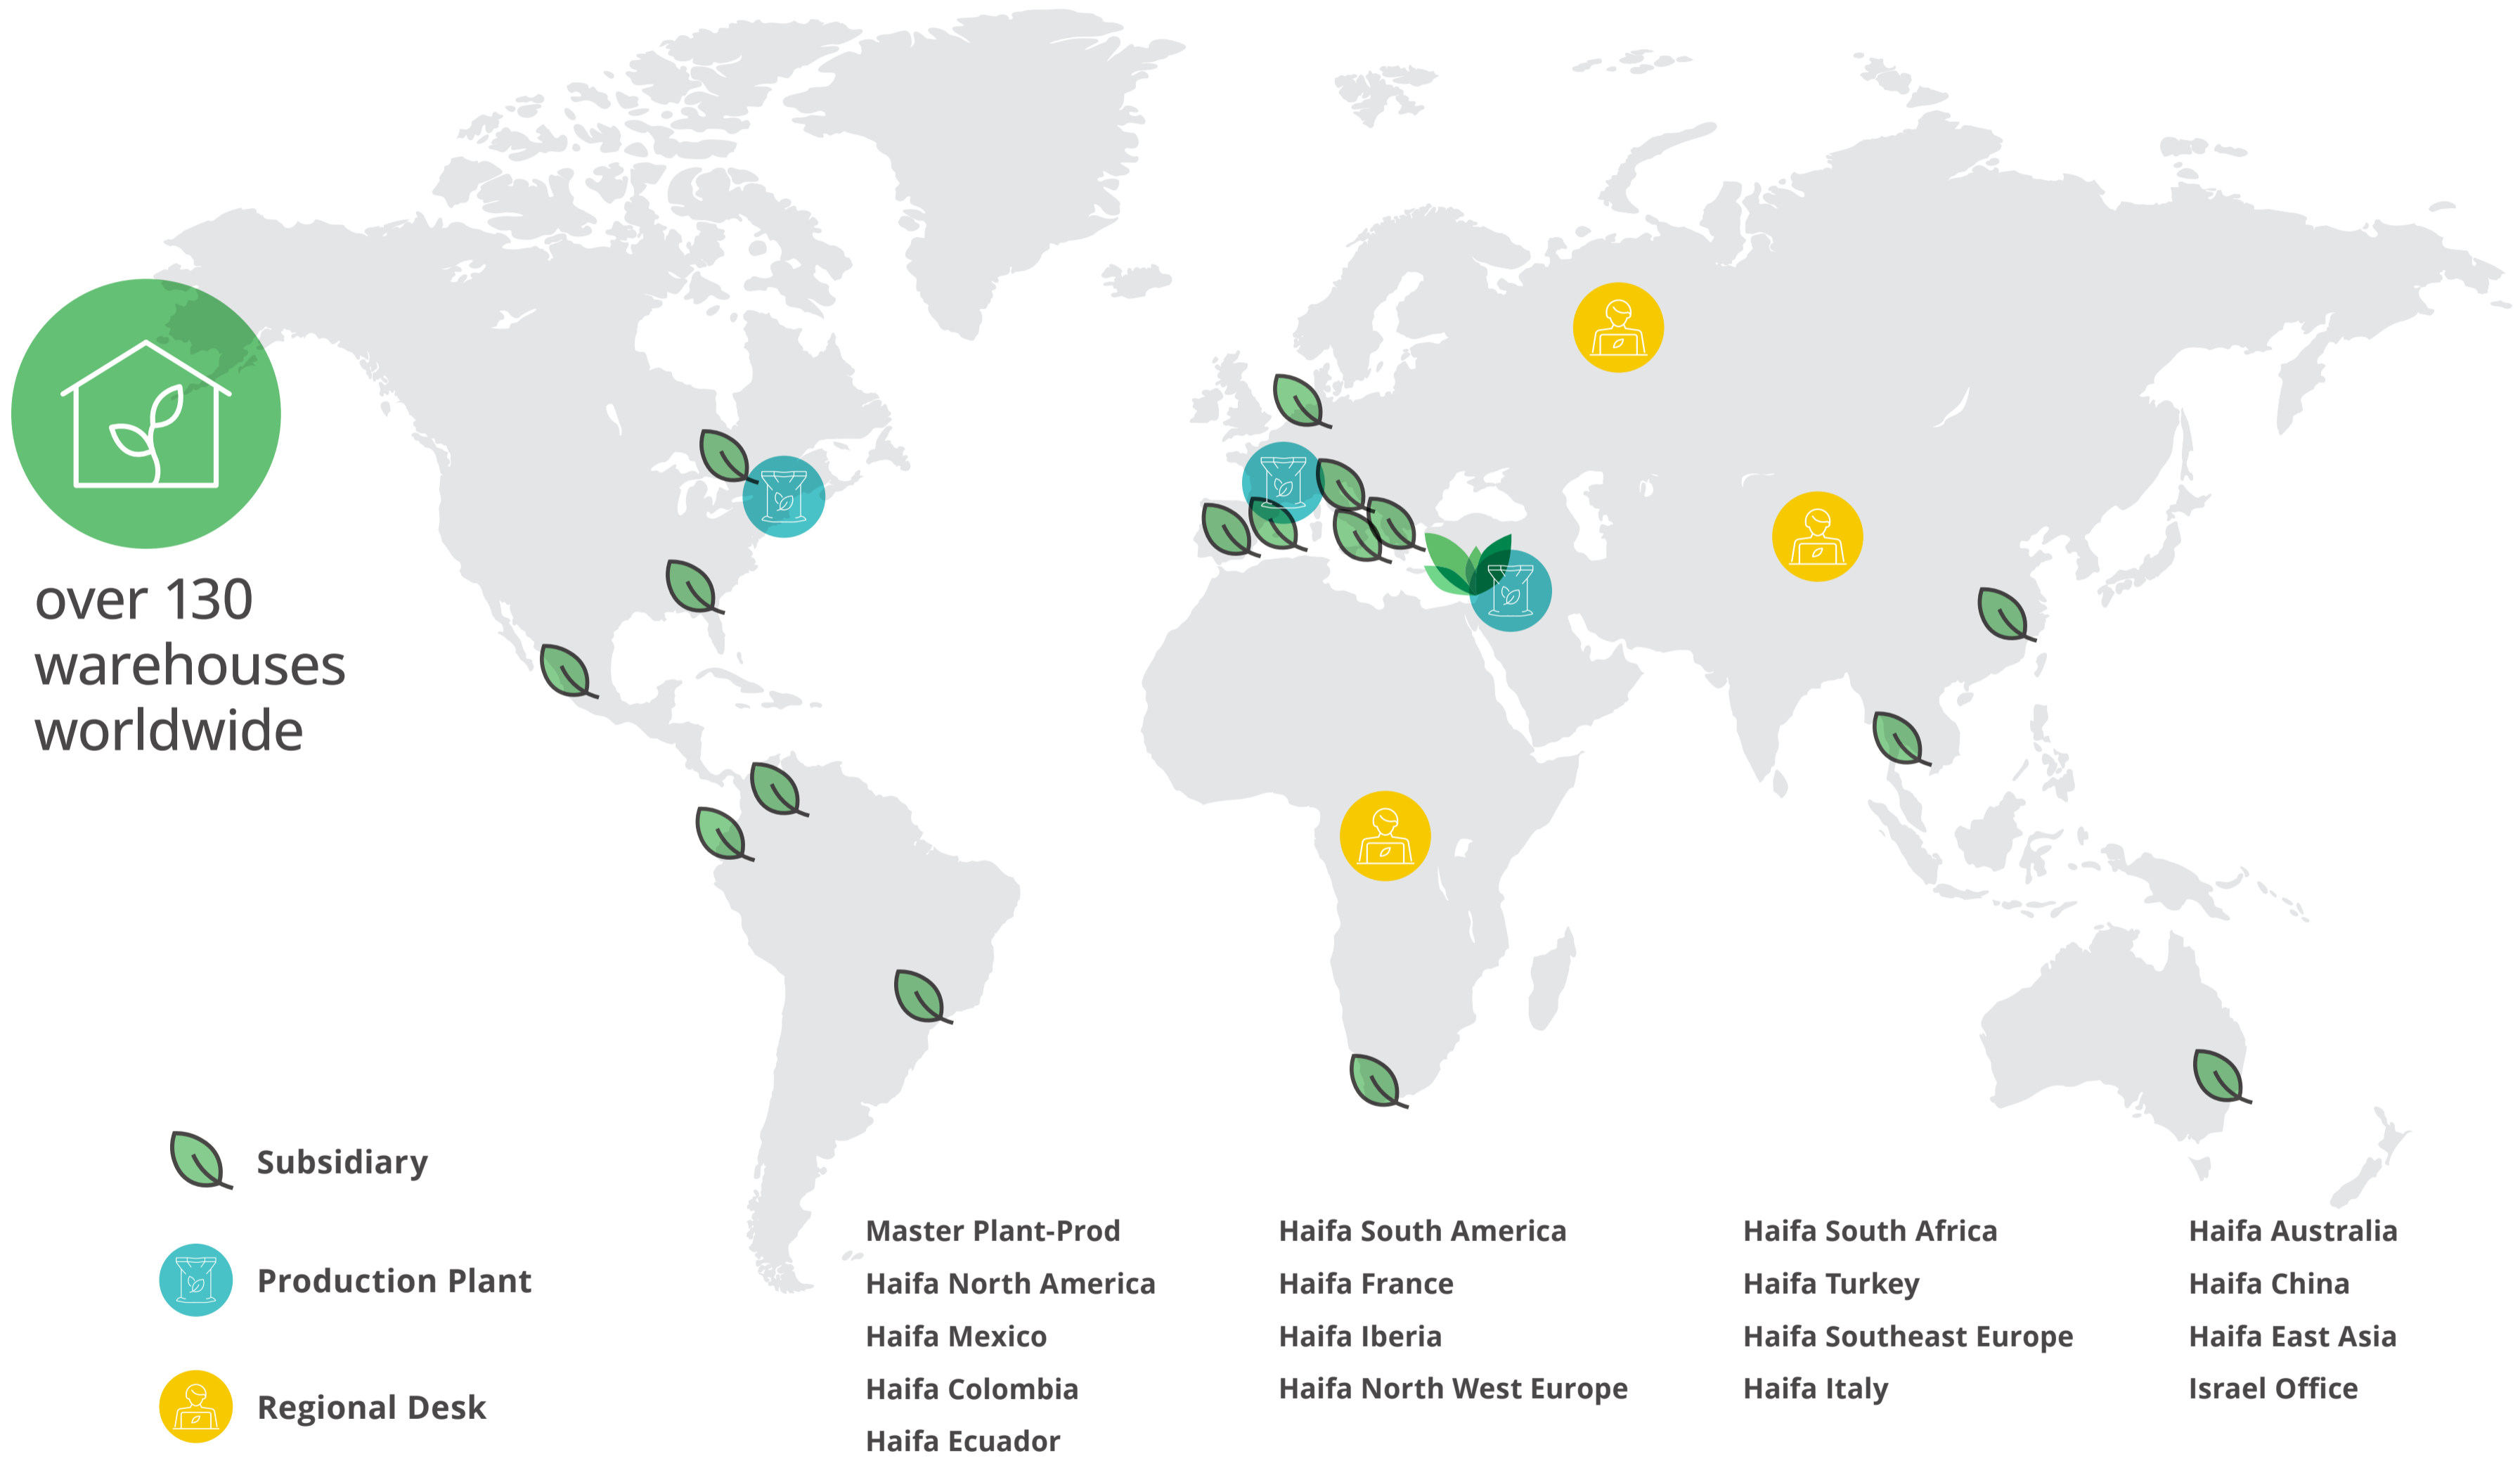 over 130
warehouses
worldwide
Subsidiary
Production Plant
Regional Desk
Master Plant-Prod
Haifa North America
Haifa Mexico
Haifa Colombia
Haifa Ecuador
Haifa South America
Haifa France
Haifa Iberia
Haifa North West Europe
Haifa South Africa
Haifa Turkey
Haifa Southeast Europe
Haifa Italy
Haifa Australia
Haifa China
Haifa East Asia
Israel Office